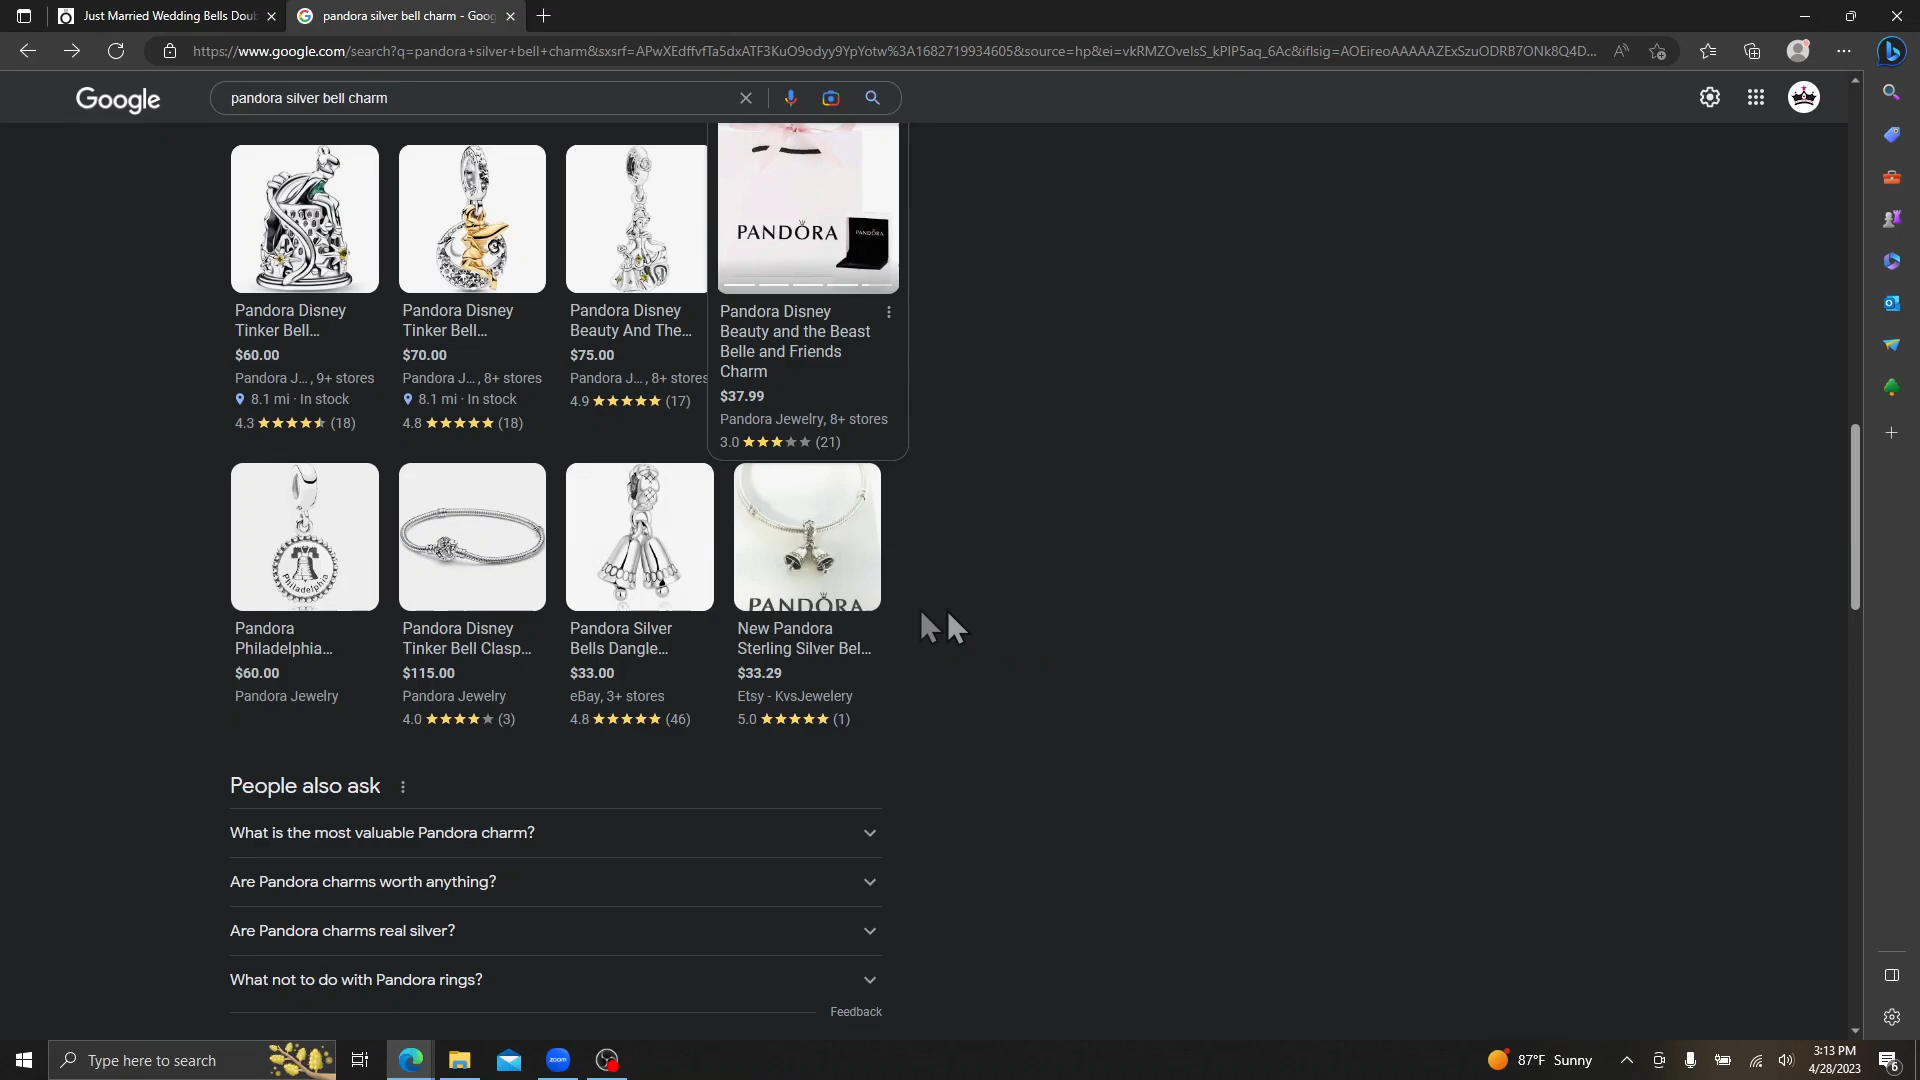 Just Married Wedding Bells Dou
pandora silver bell charm - Goog
https://www.google.com/search?q=pandora+silver+bell+charm&sxsrf=APwXEdffvfTa5dxATF3KuO9odyy9YpYotw%3A1682719934605&source=hp&ei=vkRMZOvelsS_kPIP5aq_6Ac&iflsig=AOEireoAAAAAZExSzuODRB7ONk8Q4D...
Google
pandora silver bell charm
PANDÖRA
PANDÖRA
Pandora Disney
Tinker Bell...
$60.00
Pandora J..., 9+ stores
8.1 mi · In stock
4.3 (18)
Pandora Disney
Tinker Bell...
$70.00
Pandora J..., 8+ stores
8.1 mi · In stock
4.8 (18)
Pandora Disney
Beauty And The...
$75.00
Pandora J..., 8+ stores
4.9 (17)
Pandora Disney
Beauty and the Beast
Belle and Friends
Charm
$37.99
Pandora Jewelry, 8+ stores
3.0 (21)
Philadelphia
PANDÖRA
Pandora
Philadelphia...
$60.00
Pandora Jewelry
Pandora Disney
Tinker Bell Clasp...
$115.00
Pandora Jewelry
4.0 (3)
Pandora Silver
Bells Dangle...
$33.00
eBay, 3+ stores
4.8 (46)
New Pandora
Sterling Silver Bel...
$33.29
Etsy - KvsJewelery
5.0 (1)
People also ask
What is the most valuable Pandora charm?
Are Pandora charms worth anything?
Are Pandora charms real silver?
What not to do with Pandora rings?
Feedback
Type here to search
zoom
87°F Sunny
3:13 PM
4/28/2023
6